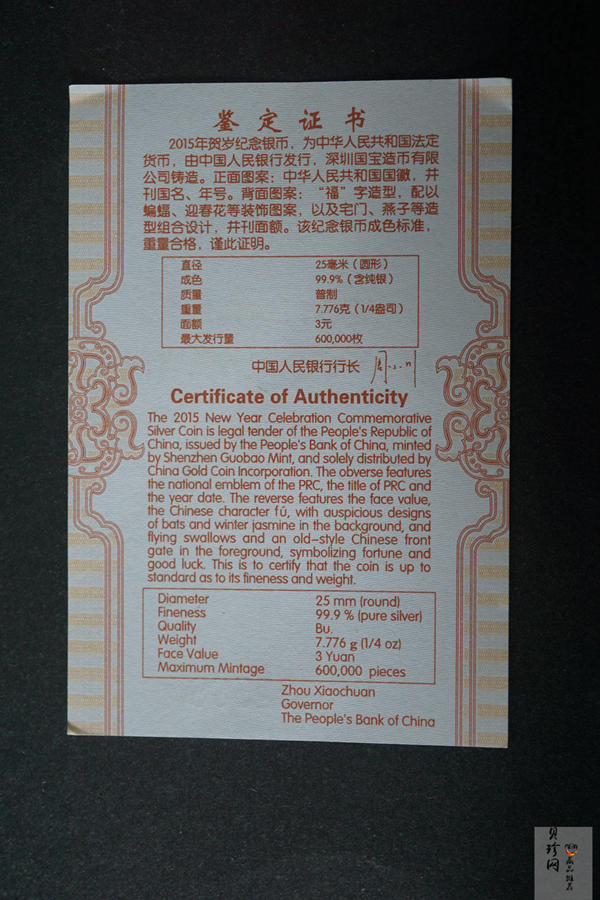 鉴定证书
2015年贺岁纪念银币，为中华人民共和国法定
货币，由中国人民银行发行，深圳国宝造币有限
公司铸造。正面图案：中华人民共和国国徽，并
刊国名、年号。背面图案：“福”字造型，配以
蝙蝠、迎春花等装饰图案，以及宅门、燕子等造
型组合设计，并刊面额。该纪念银币成色标准，
重量合格，谨此证明。
直径 25毫米（圆形）
成色 99.9%（含纯银）
质量 普制
重量 7.776克（1/4盎司）
面额 3元
最大发行量 600,000枚
中国人民银行行长
Certificate of Authenticity
The 2015 New Year Celebration Commemorative
Silver Coin is legal tender of the People's Republic of
China, issued by the People's Bank of China, minted
by Shenzhen Guobao Mint, and solely distributed by
China Gold Coin Incorporation. The obverse features
the national emblem of the PRC, the title of PRC and
the year date. The reverse features the face value,
the Chinese character fú, with auspicious designs
of bats and winter jasmine in the background, and
flying swallows and an old-style Chinese front
gate in the foreground, symbolizing fortune and
good luck. This is to certify that the coin is up to
standard as to its fineness and weight.
Diameter 25 mm (round)
Fineness 99.9 % (pure silver)
Quality Bu.
Weight 7.776 g (1/4 oz)
Face Value 3 Yuan
Maximum Mintage 600,000 pieces
Zhou Xiaochuan
Governor
The People's Bank of China
贝珍网